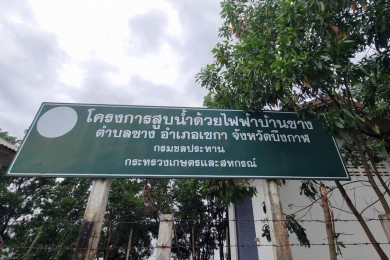 โครงการสูบน้ำด้วยไฟฟ้าบ้านซาง
ตำบลซาง อำเภอเซกา จังหวัดบึงกาฬ
กรมชลประทาน
กระทรวงเกษตรและสหกรณ์